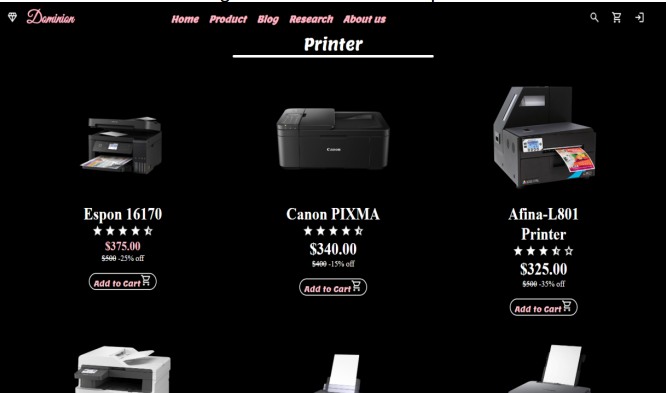 Dominion
Home Product Blog Research About us
Printer
Canon
Espon 16170
$375.00
$500 -25% off
Add to Cart
Canon PIXMA
$340.00
$400 -15% off
Add to Cart
Afina-L801
Printer
$325.00
$500 -35% off
Add to Cart